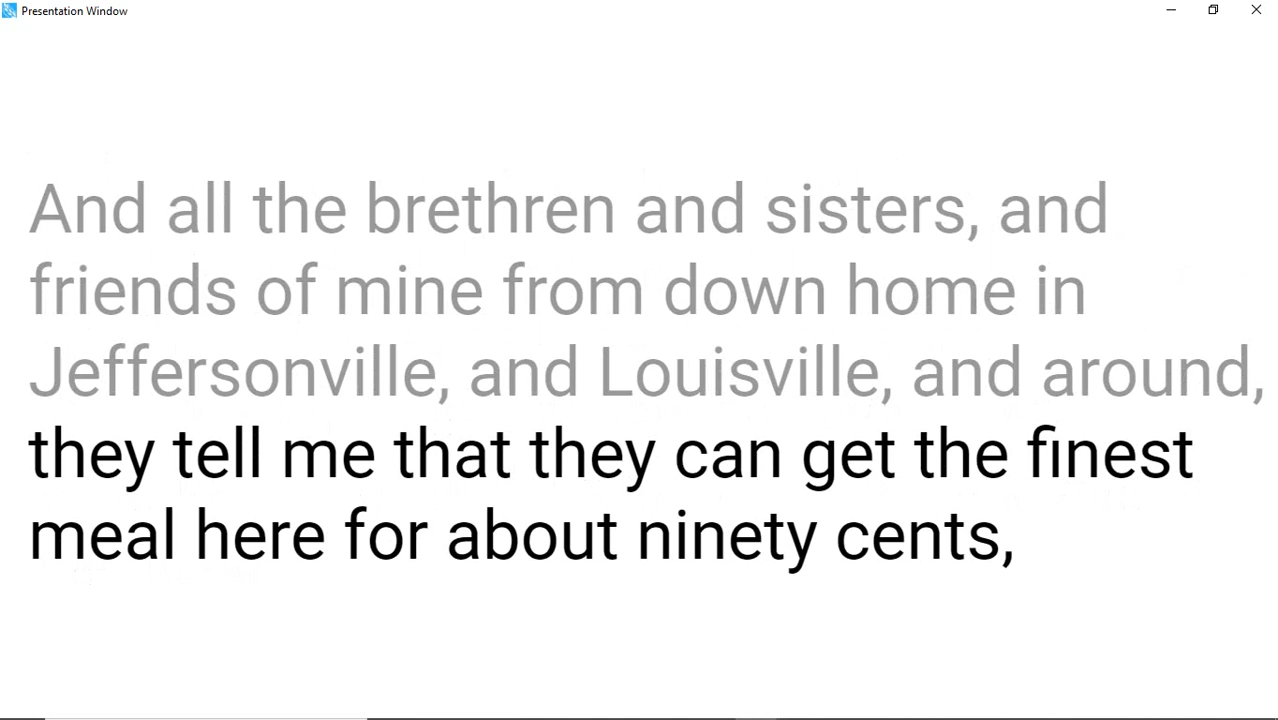 Presentation Window
And all the brethren and sisters, and
friends of mine from down home in
Jeffersonville, and Louisville, and around,
they tell me that they can get the finest
meal here for about ninety cents,